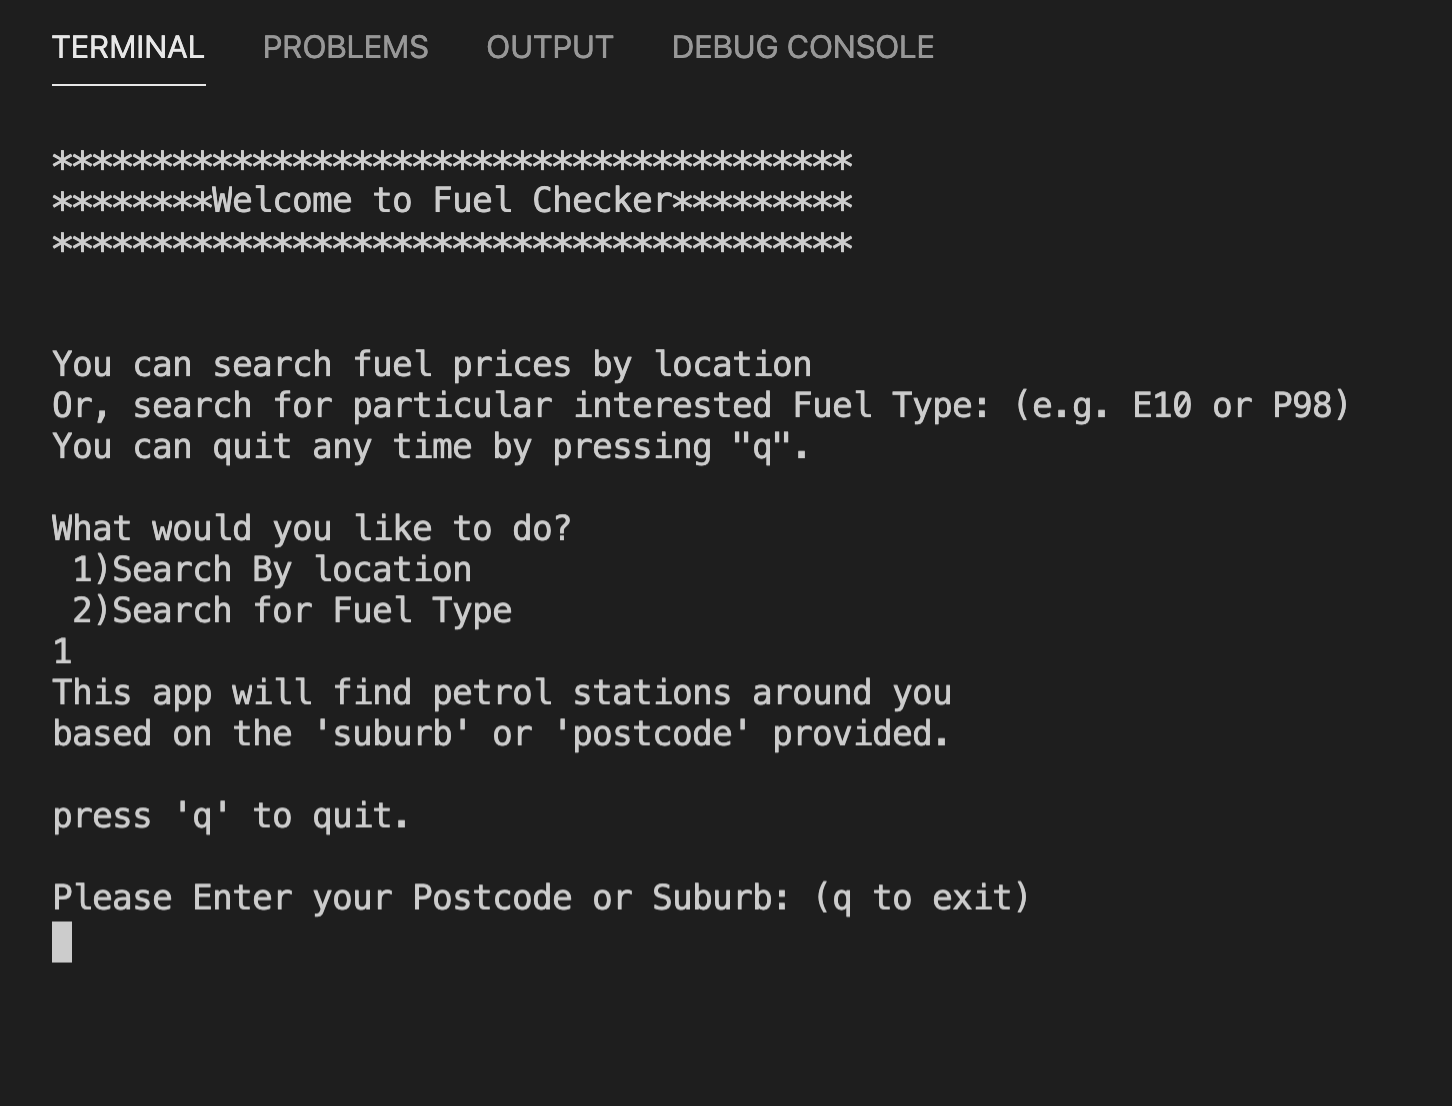 TERMINAL PROBLEMS OUTPUT DEBUG CONSOLE
****************************************
********Welcome to Fuel Checker*********
****************************************
You can search fuel prices by location
Or, search for particular interested Fuel Type: (e.g. E10 or P98)
You can quit any time by pressing "q".
What would you like to do?
 1)Search By location
 2)Search for Fuel Type
1
This app will find petrol stations around you
based on the 'suburb' or 'postcode' provided.
press 'q' to quit.
Please Enter your Postcode or Suburb: (q to exit)